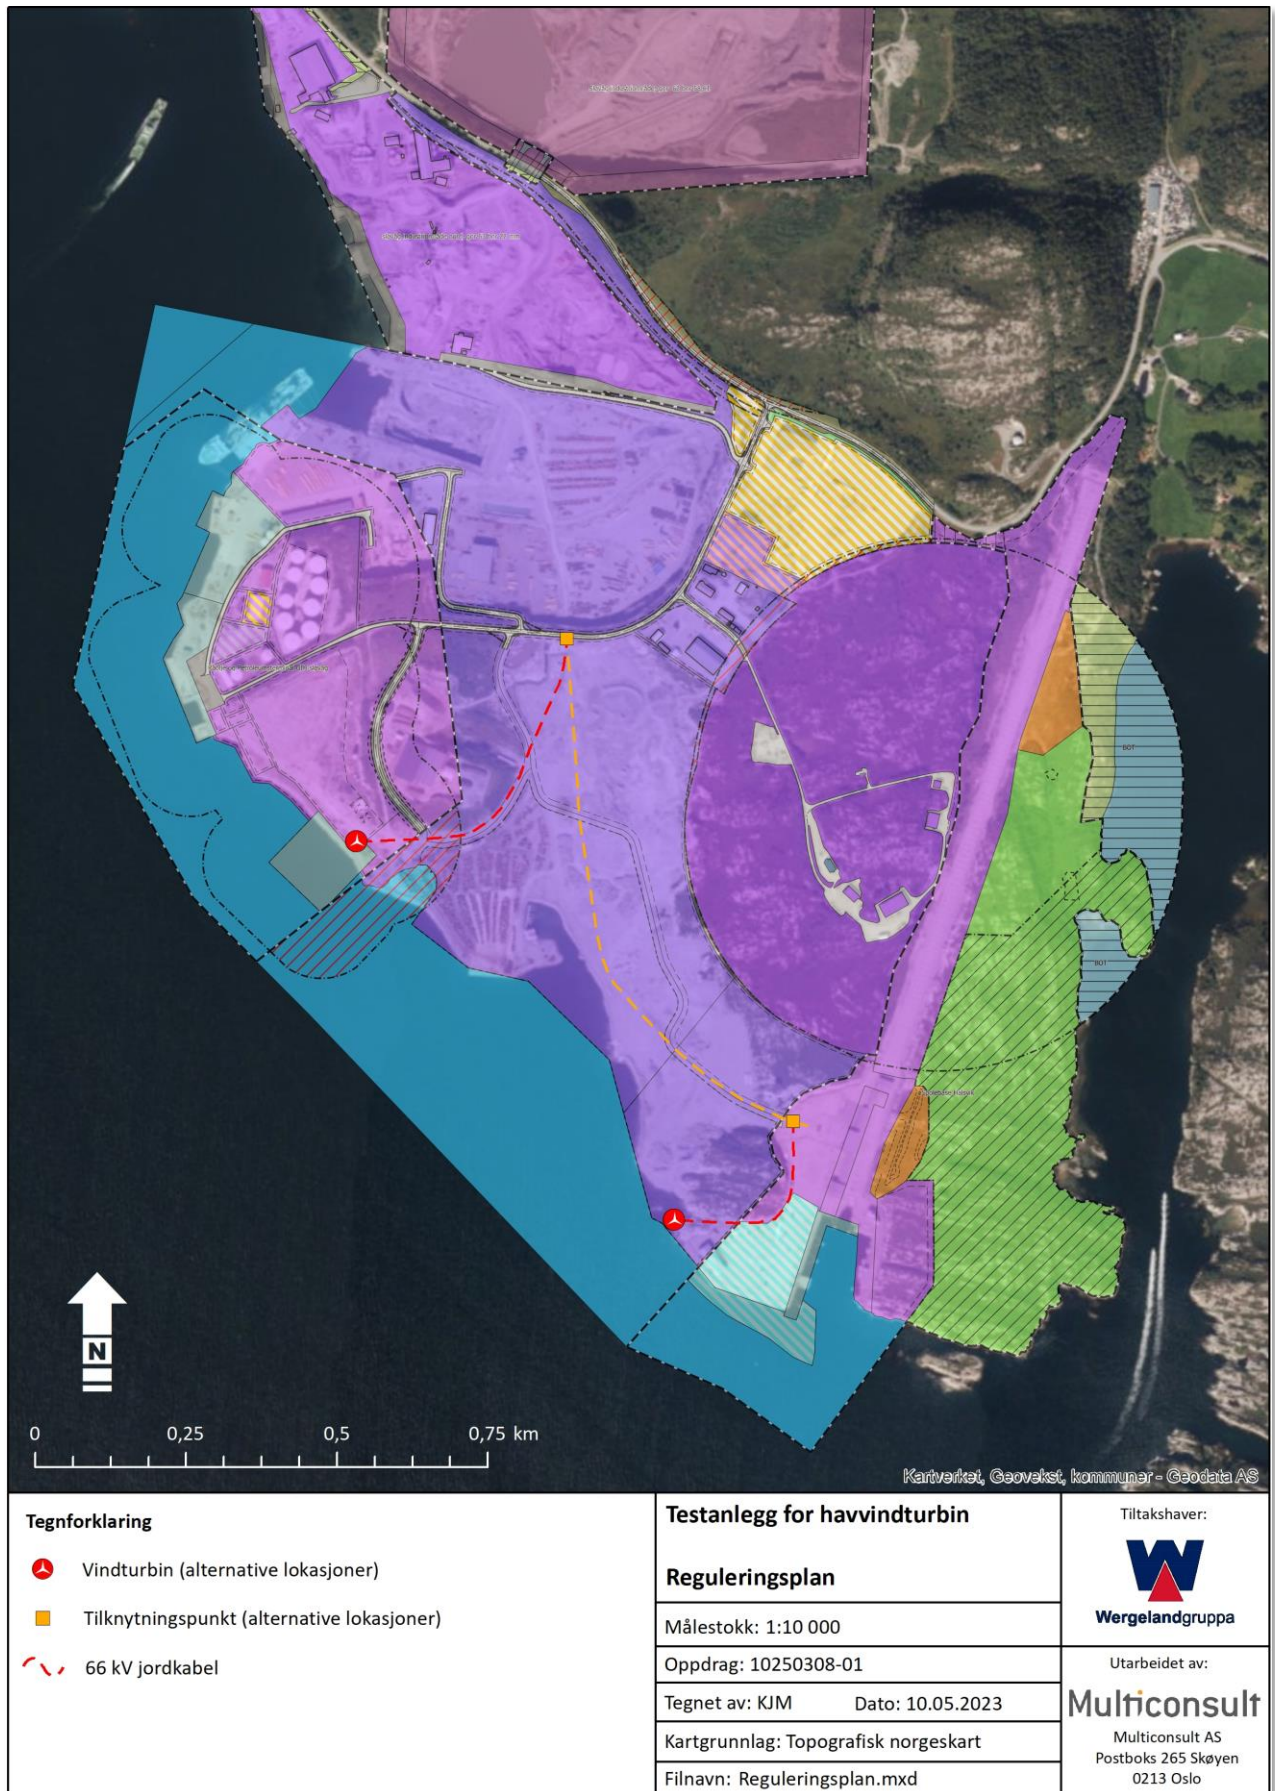 BOT
BOT
N
0 0,25 0,5 0,75 km
Kartverket, Geovekst, kommuner - Geodata AS
Tegnforklaring
Vindturbin (alternative lokasjoner)
Tilknytningspunkt (alternative lokasjoner)
66 kV jordkabel
Testanlegg for havvindturbin
Reguleringsplan
Målestokk: 1:10 000
Oppdrag: 10250308-01
Tegnet av: KJM Dato: 10.05.2023
Kartgrunnlag: Topografisk norgeskart
Filnavn: Reguleringsplan.mxd
Tiltakshaver:
Wergelandgruppa
Utarbeidet av:
Multiconsult
Multiconsult AS
Postboks 265 Skøyen
0213 Oslo